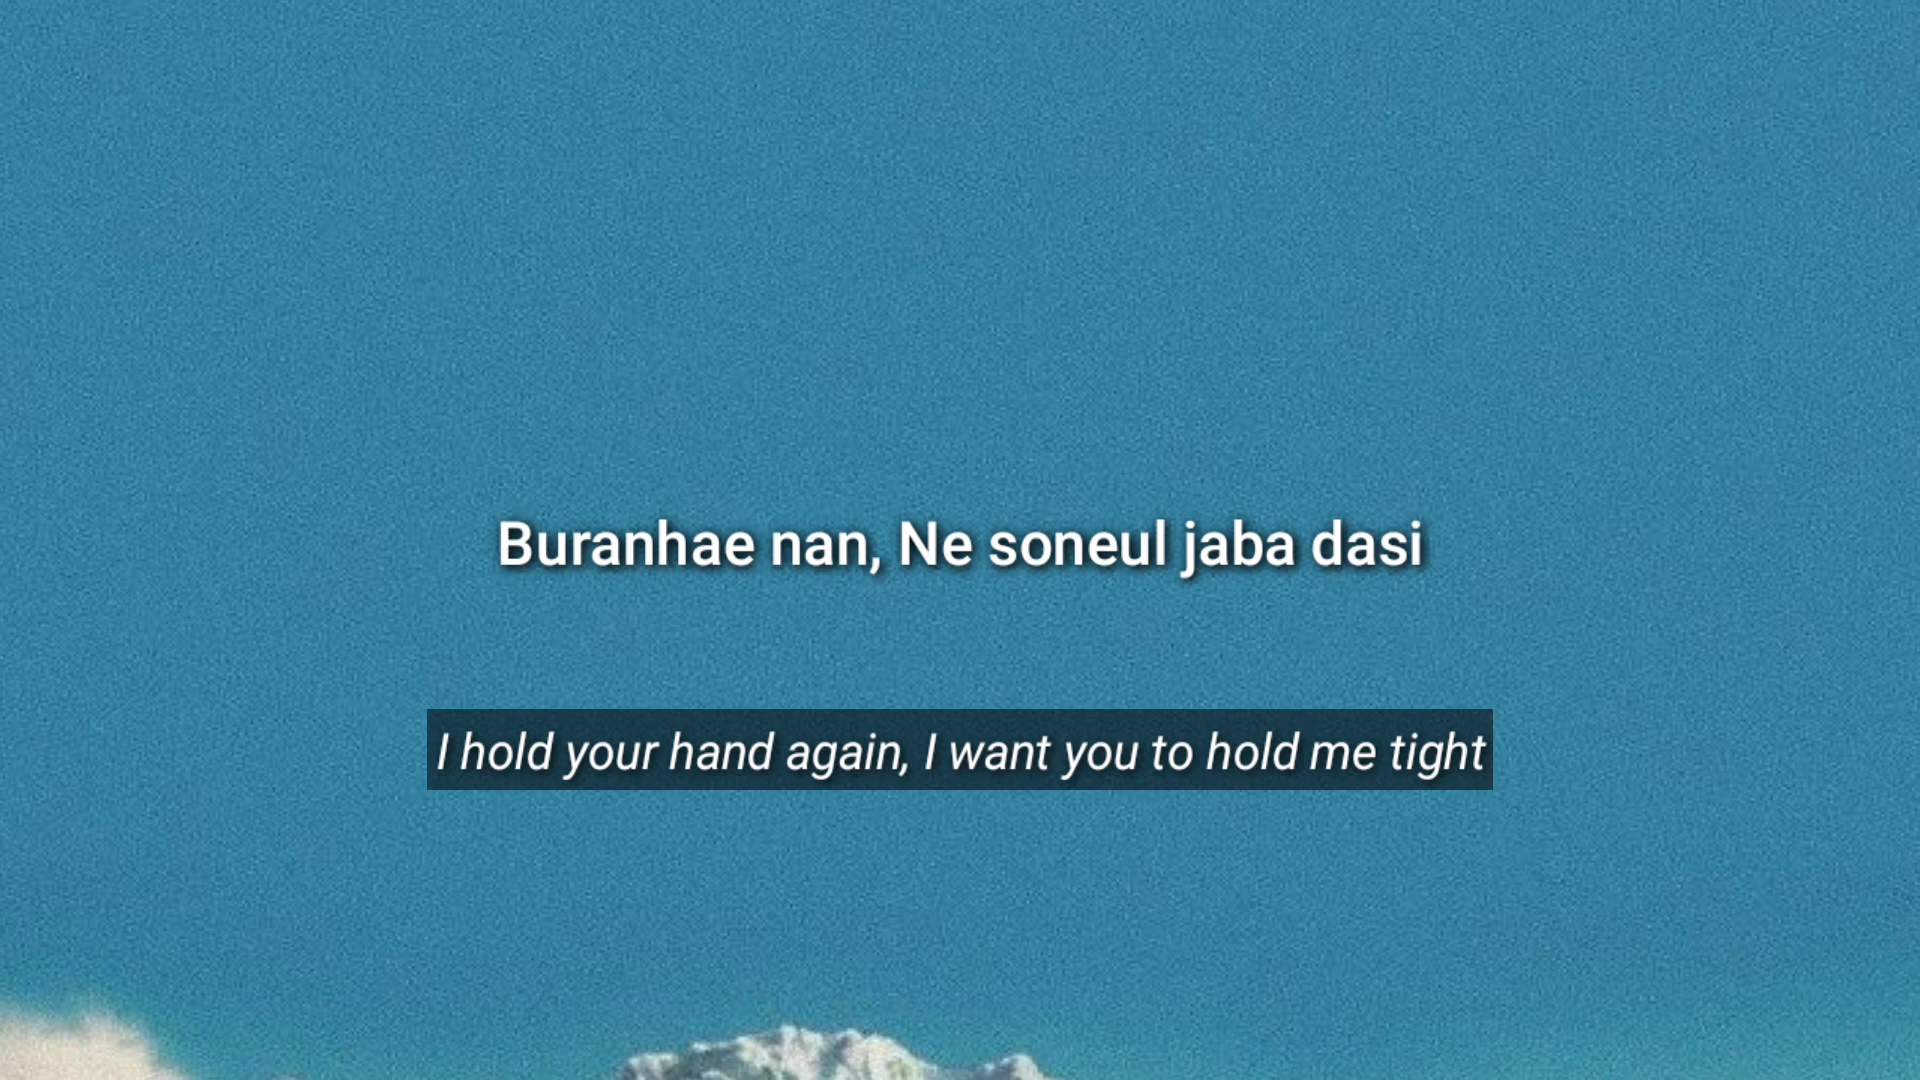 Buranhae nan, Ne soneul jaba dasi
I hold your hand again, I want you to hold me tight